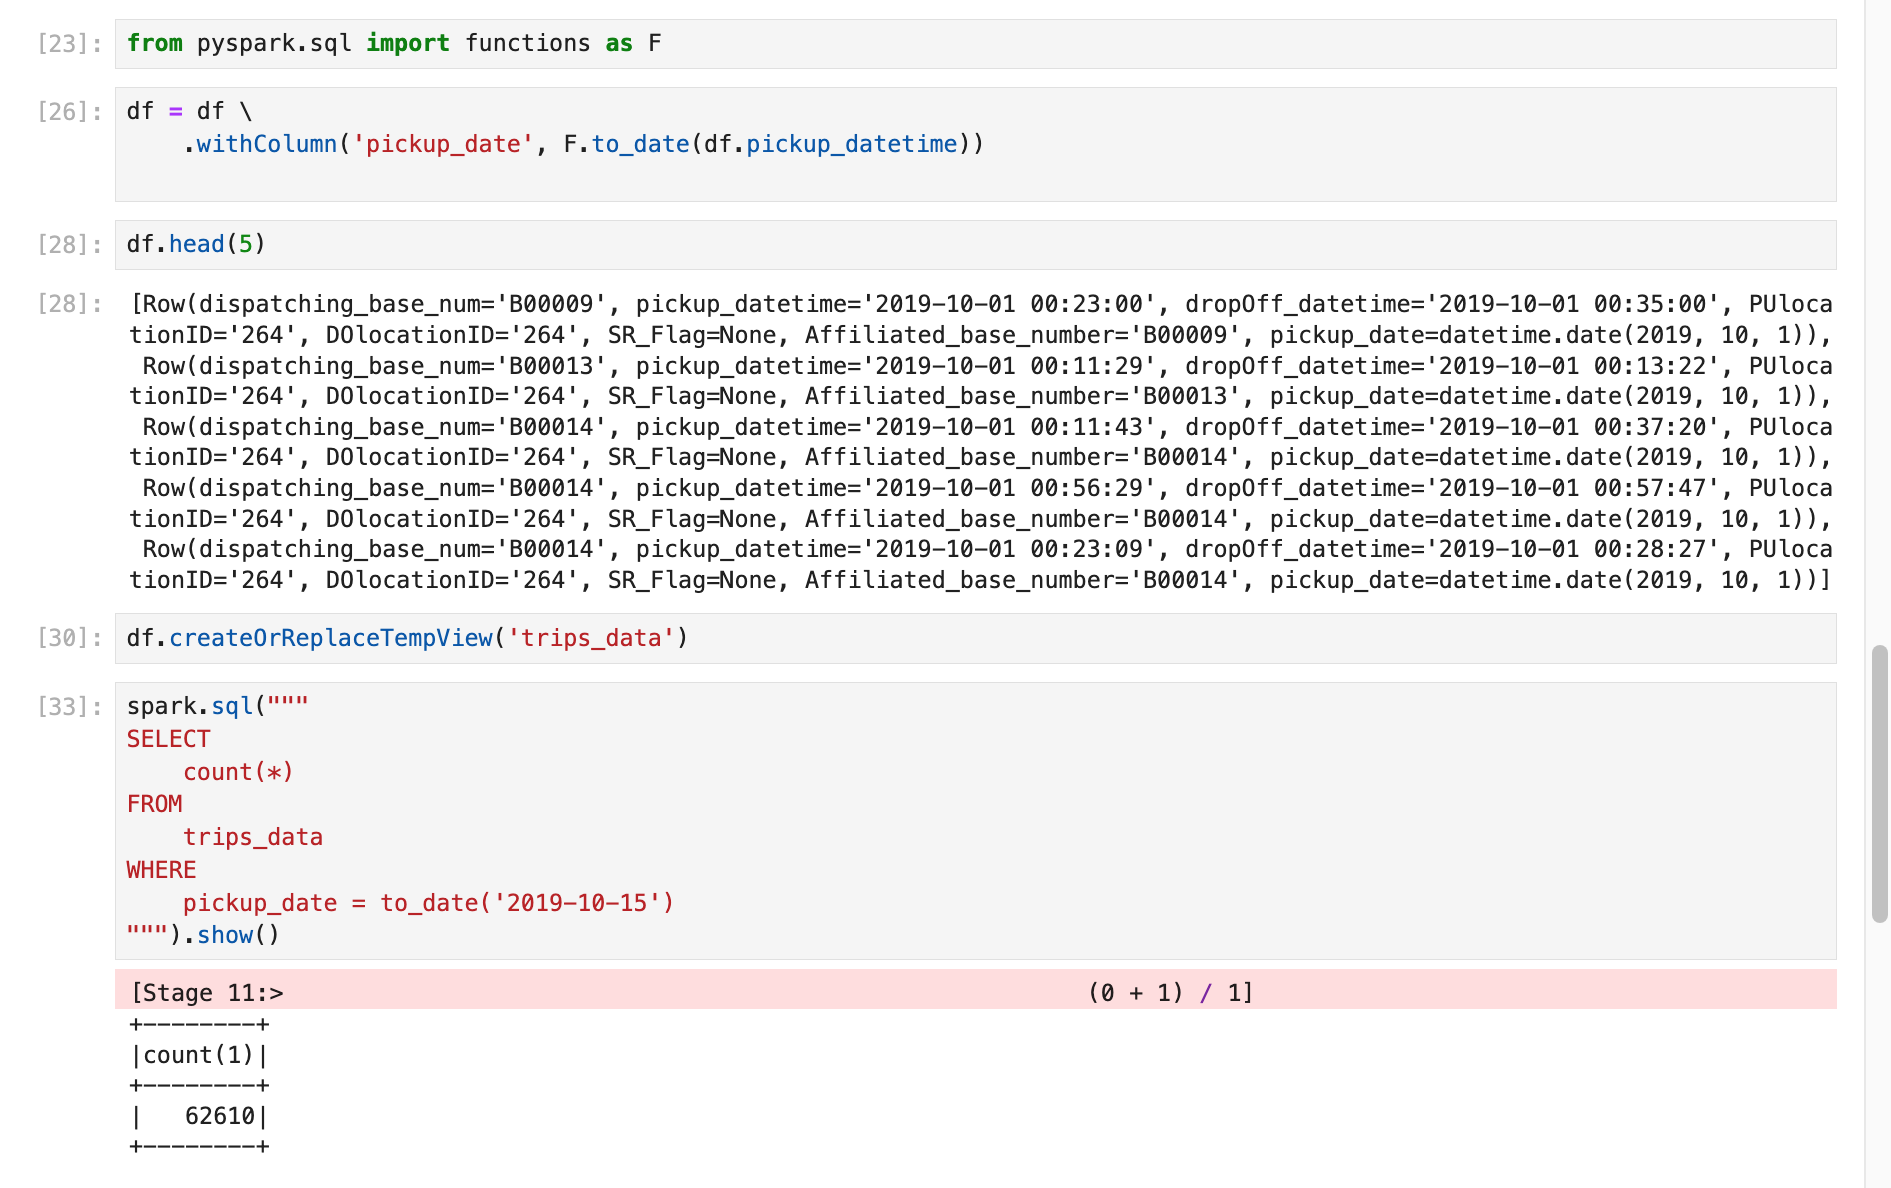 [23]: from pyspark.sql import functions as F
[26]: df = df \
.withColumn('pickup_date', F.to_date(df.pickup_datetime))
[28]: df.head(5)
[28]: [Row(dispatching_base_num='B00009', pickup_datetime='2019-10-01 00:23:00', dropOff_datetime='2019-10-01 00:35:00', PUloca
tionID='264', DOlocationID='264', SR_Flag=None, Affiliated_base_number='B00009', pickup_date=datetime.date(2019, 10, 1)),
Row(dispatching_base_num='B00013', pickup_datetime='2019-10-01 00:11:29', dropOff_datetime='2019-10-01 00:13:22', PUloca
tionID='264', DOlocationID='264', SR_Flag=None, Affiliated_base_number='B00013', pickup_date=datetime.date(2019, 10, 1)),
Row(dispatching_base_num='B00014', pickup_datetime='2019-10-01 00:11:43', dropOff_datetime='2019-10-01 00:37:20', PUloca
tionID='264', DOlocationID='264', SR_Flag=None, Affiliated_base_number='B00014', pickup_date=datetime.date(2019, 10, 1)),
Row(dispatching_base_num='B00014', pickup_datetime='2019-10-01 00:56:29', dropOff_datetime='2019-10-01 00:57:47', PUloca
tionID='264', DOlocationID='264', SR_Flag=None, Affiliated_base_number='B00014', pickup_date=datetime.date(2019, 10, 1)),
Row(dispatching_base_num='B00014', pickup_datetime='2019-10-01 00:23:09', dropOff_datetime='2019-10-01 00:28:27', PUloca
tionID='264', DOlocationID='264', SR_Flag=None, Affiliated_base_number='B00014', pickup_date=datetime.date(2019, 10, 1))]
[30]: df.createOrReplaceTempView('trips_data')
[33]: spark.sql("""
SELECT
count(*)
FROM
trips_data
WHERE
pickup_date = to_date('2019-10-15')
""").show()
[Stage 11:> (0 + 1) / 1]
+--------+
|count(1)|
+--------+
|   62610|
+--------+